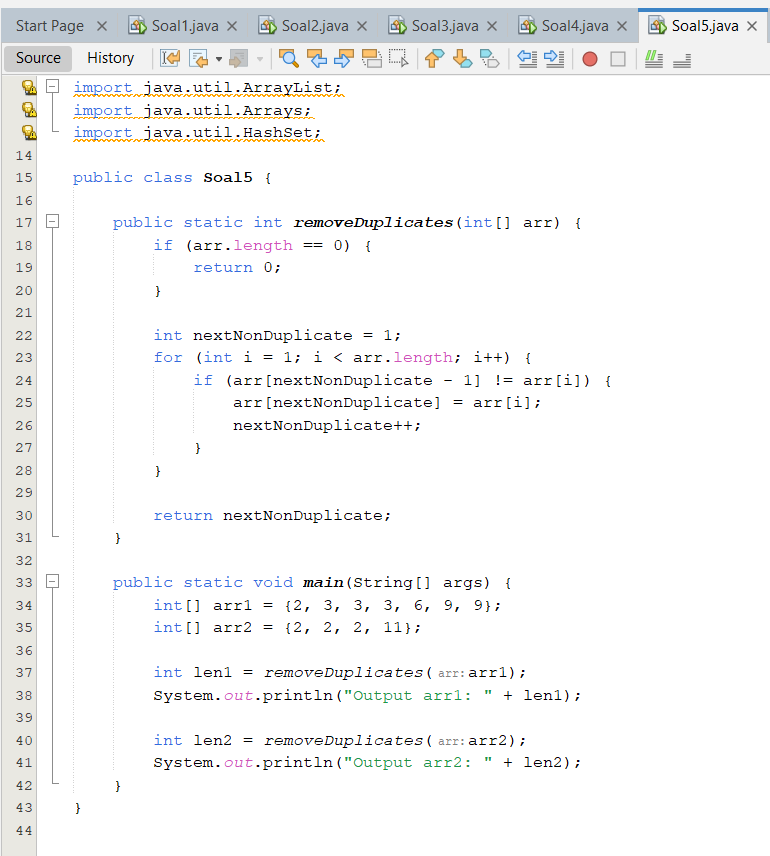 Start Page Soal1.java Soal2.java Soal3.java Soal4.java Soal5.java
Source History
import java.util.ArrayList;
import java.util.Arrays;
import java.util.HashSet;
14
15 public class Soal5 {
16
17 public static int removeDuplicates(int[] arr) {
18 if (arr.length == 0) {
19 return 0;
20 }
21
22 int nextNonDuplicate = 1;
23 for (int i = 1; i < arr.length; i++) {
24 if (arr[nextNonDuplicate - 1] != arr[i]) {
25 arr[nextNonDuplicate] = arr[i];
26 nextNonDuplicate++;
27 }
28 }
29
30 return nextNonDuplicate;
31 }
32
33 public static void main(String[] args) {
34 int[] arr1 = {2, 3, 3, 3, 6, 9, 9};
35 int[] arr2 = {2, 2, 2, 11};
36
37 int len1 = removeDuplicates( arr: arr1);
38 System.out.println("Output arr1: " + len1);
39
40 int len2 = removeDuplicates( arr: arr2);
41 System.out.println("Output arr2: " + len2);
42 }
43 }
44